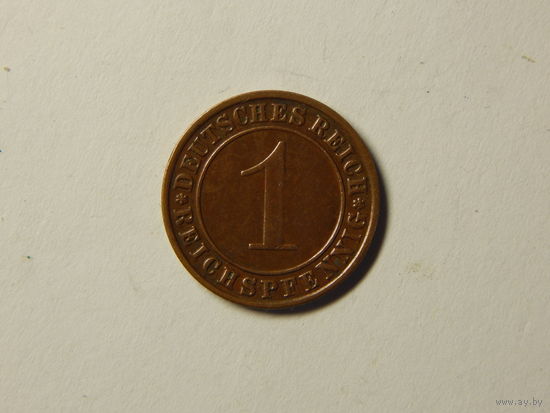 *DEUTSCHES REICH*
1
REICHSPFENNIG
www.ay.by